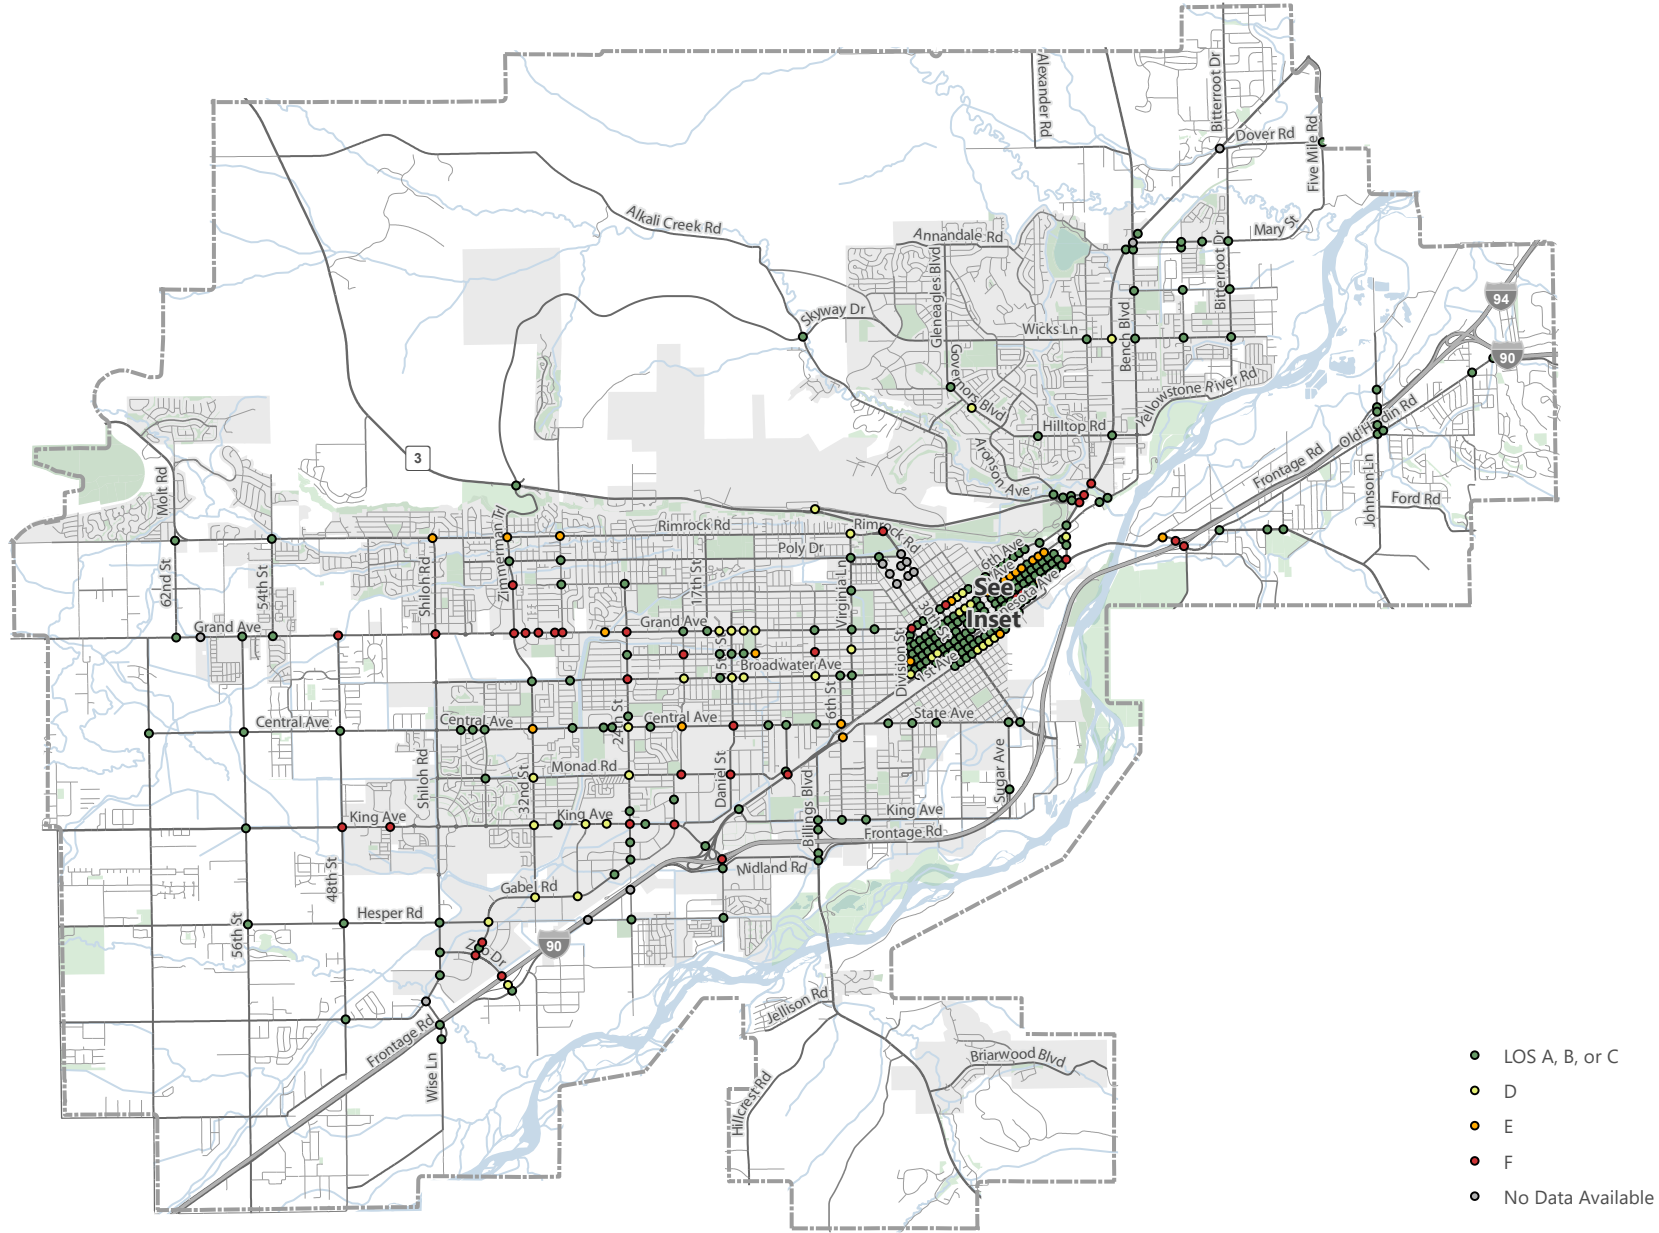 Alexander Rd
Bitterroot Dr
Dover Rd
Five Mile Rd
Alkali Creek Rd
Annandale Rd
Mary St
Gleneagles Blvd
Bitterroot Dr
94
Skyway Dr
Wicks Ln
Bench Blvd
90
Governors Blvd
Yellowstone River Rd
Hilltop Rd
3
Aronson Ave
Old Hardin Rd
Frontage Rd
Johnson Ln
Ford Rd
Molt Rd
Zimmerman Trl
Rimrock Rd
Rimrock Rd
Poly Dr
6th Ave
62nd St
54th St
Shiloh Rd
17th St
Virginia Ln
See
Inset
Grand Ave
Grand Ave
Broadwater Ave
Division St
1st Ave
6th St
State Ave
Central Ave
Central Ave
Central Ave
Monad Rd
Daniel St
Sugar Ave
Shiloh Rd
32nd St
Billings Blvd
King Ave
King Ave
King Ave
Frontage Rd
Midland Rd
48th St
Gabel Rd
Hesper Rd
56th St
90
Jellison Rd
Frontage Rd
Wise Ln
Briarwood Blvd
Hillcrest Rd
LOS A, B, or C
D
E
F
No Data Available